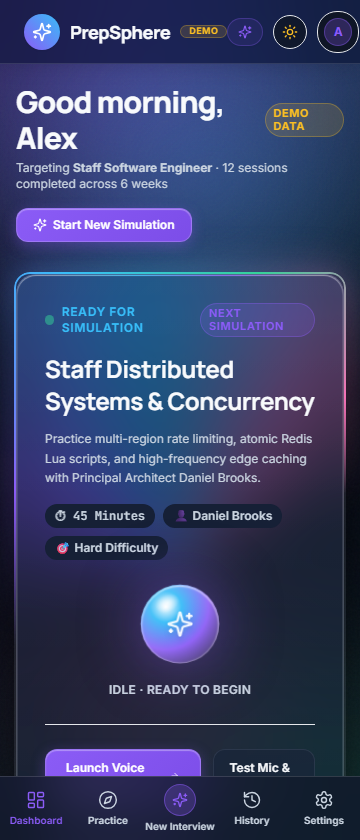 PrepSphere DEMO A
Good morning,
Alex
DEMO
DATA
Targeting Staff Software Engineer · 12 sessions
completed across 6 weeks
Start New Simulation
READY FOR
SIMULATION
NEXT
SIMULATION
Staff Distributed
Systems & Concurrency
Practice multi-region rate limiting, atomic Redis
Lua scripts, and high-frequency edge caching
with Principal Architect Daniel Brooks.
45 Minutes
Daniel Brooks
Hard Difficulty
IDLE · READY TO BEGIN
Launch Voice
Test Mic &
Dashboard
Practice
New Interview
History
Settings